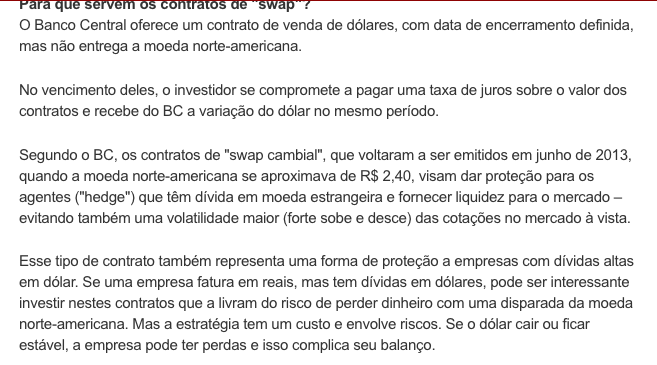 Para que servem os contratos de "swap"?
O Banco Central oferece um contrato de venda de dólares, com data de encerramento definida,
mas não entrega a moeda norte-americana.
No vencimento deles, o investidor se compromete a pagar uma taxa de juros sobre o valor dos
contratos e recebe do BC a variação do dólar no mesmo período.
Segundo o BC, os contratos de "swap cambial", que voltaram a ser emitidos em junho de 2013,
quando a moeda norte-americana se aproximava de R$ 2,40, visam dar proteção para os
agentes ("hedge") que têm dívida em moeda estrangeira e fornecer liquidez para o mercado –
evitando também uma volatilidade maior (forte sobe e desce) das cotações no mercado à vista.
Esse tipo de contrato também representa uma forma de proteção a empresas com dívidas altas
em dólar. Se uma empresa fatura em reais, mas tem dívidas em dólares, pode ser interessante
investir nestes contratos que a livram do risco de perder dinheiro com uma disparada da moeda
norte-americana. Mas a estratégia tem um custo e envolve riscos. Se o dólar cair ou ficar
estável, a empresa pode ter perdas e isso complica seu balanço.